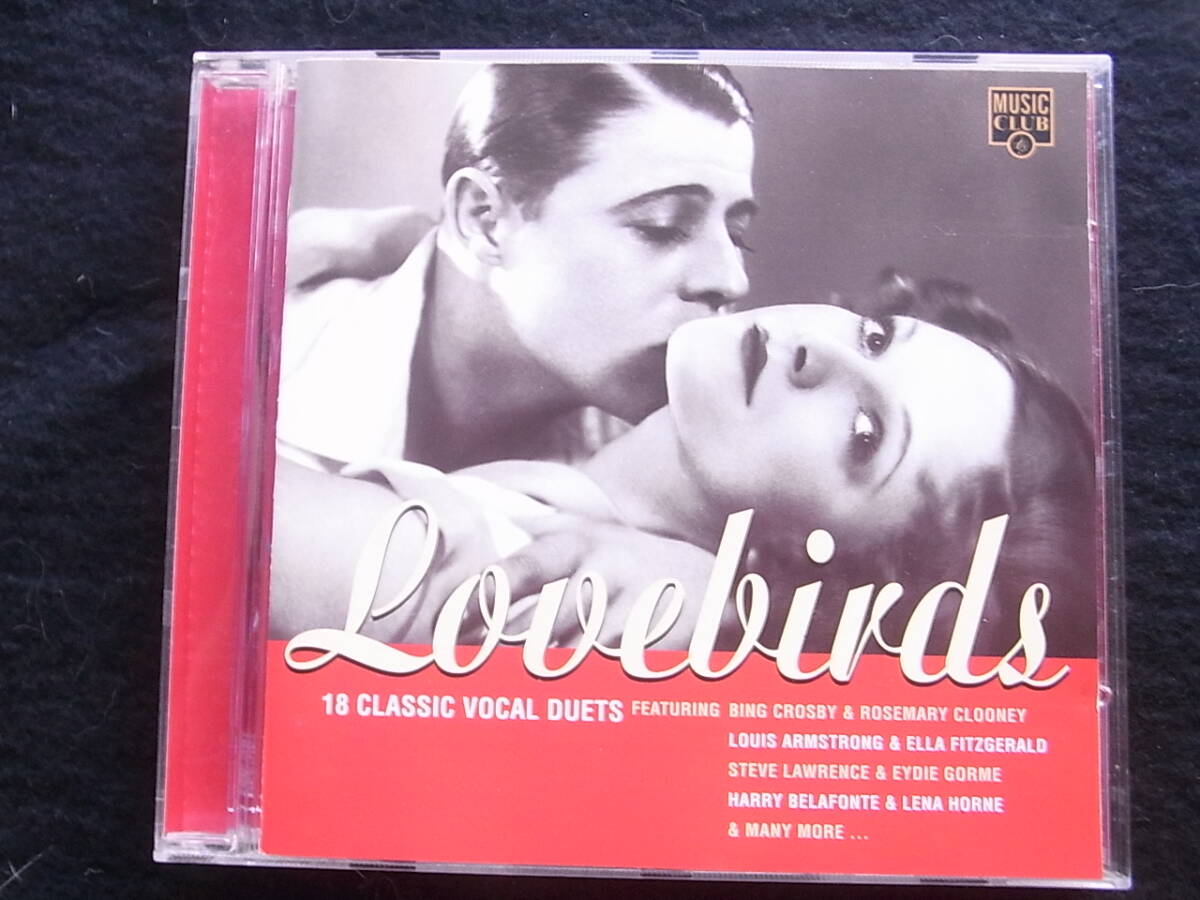 MUSIC
CLUB
Lovebirds
18 CLASSIC VOCAL DUETS FEATURING BING CROSBY & ROSEMARY CLOONEY
LOUIS ARMSTRONG & ELLA FITZGERALD
STEVE LAWRENCE & EYDIE GORME
HARRY BELAFONTE & LENA HORNE
& MANY MORE ...